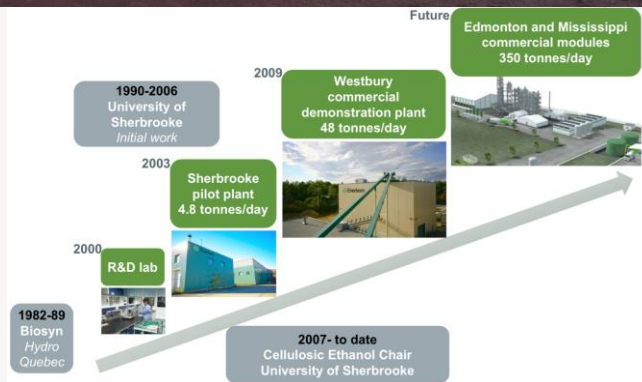 Future
Edmonton and Mississippi
commercial modules
350 tonnes/day
2009
Westbury
commercial
demonstration plant
48 tonnes/day
1990-2006
University of
Sherbrooke
Initial work
2003
Sherbrooke
pilot plant
4.8 tonnes/day
2000
R&D lab
1982-89
Biosyn
Hydro
Quebec
2007- to date
Cellulosic Ethanol Chair
University of Sherbrooke